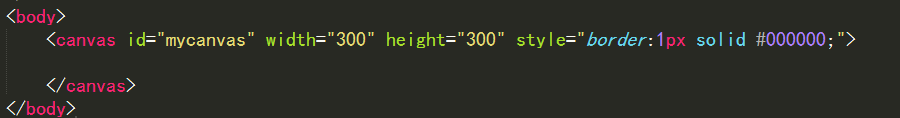 <body>
<canvas id="mycanvas" width="300" height="300" style="border:1px solid #000000;">
</canvas>
</body>